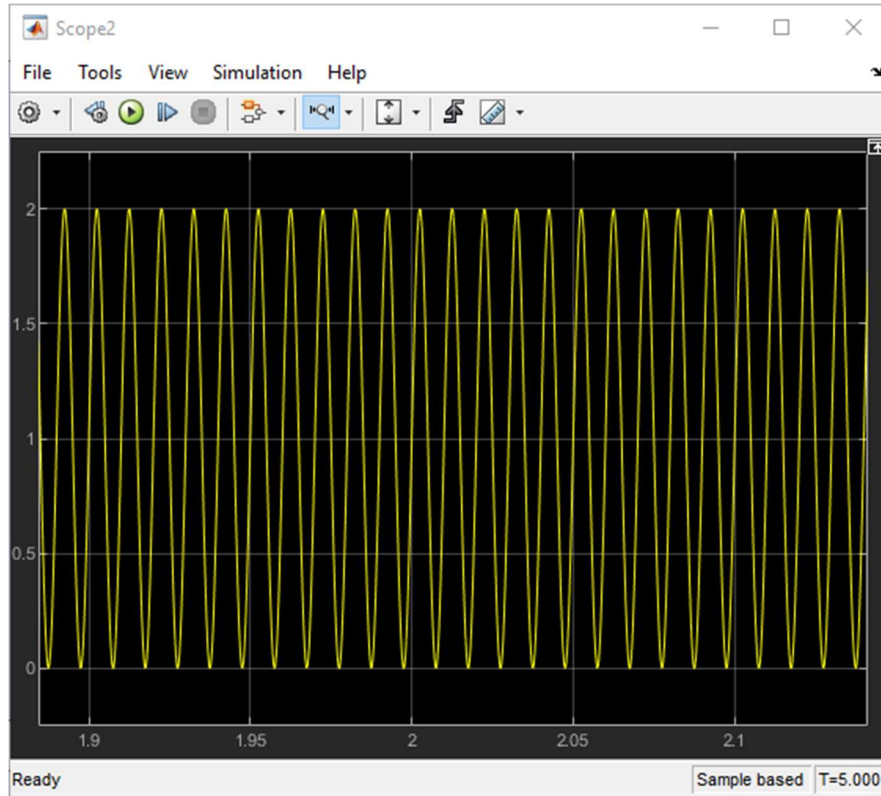 Scope2
File Tools View Simulation Help
2
1.5
1
0.5
0
1.9 1.95 2 2.05 2.1
Ready Sample based T=5.000